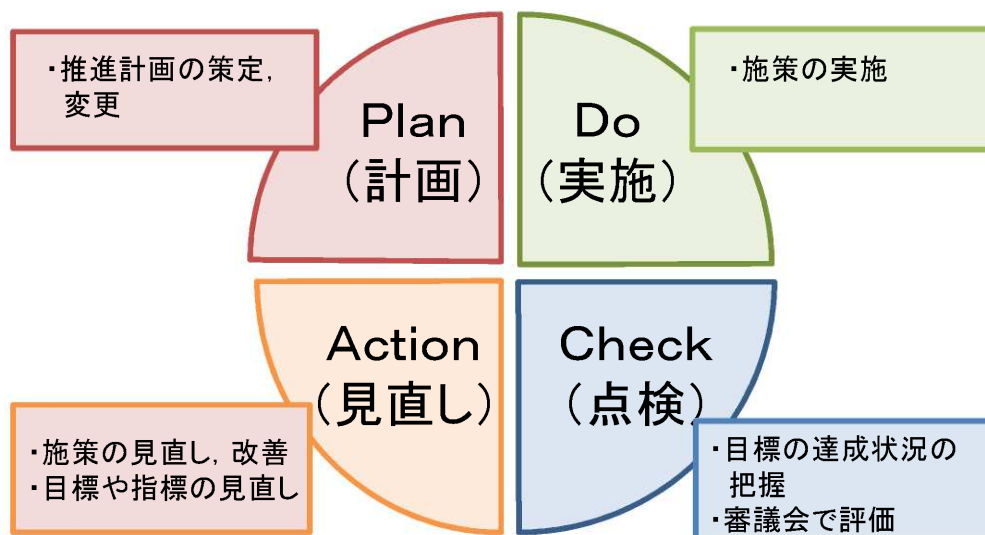 ・推進計画の策定，
変更
Plan
（計画）
Do
（実施）
・施策の実施
Action
（見直し）
・施策の見直し，改善
・目標や指標の見直し
Check
（点検）
・目標の達成状況の
把握
・審議会で評価